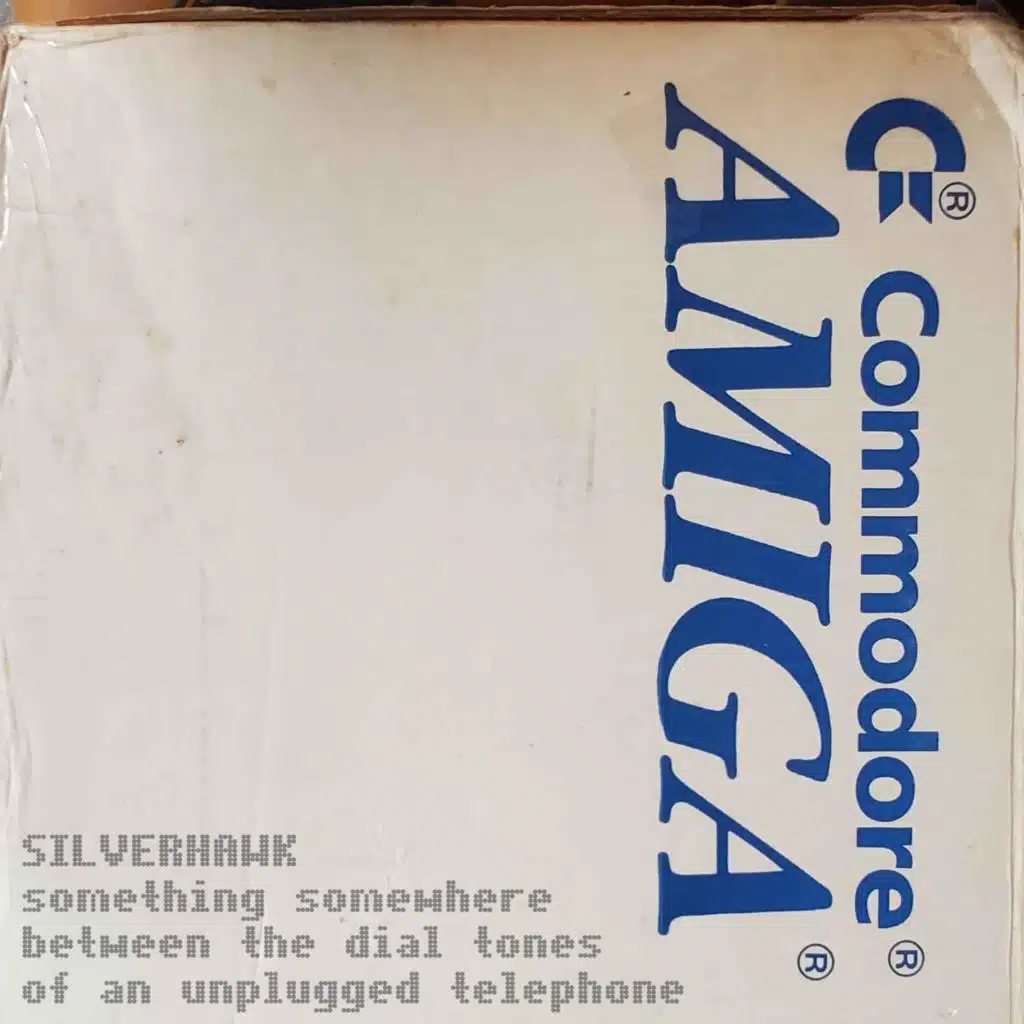 Commodore®
AMIGA®
SILVERHAWK
something somewhere
between the dial tones
of an unplugged telephone